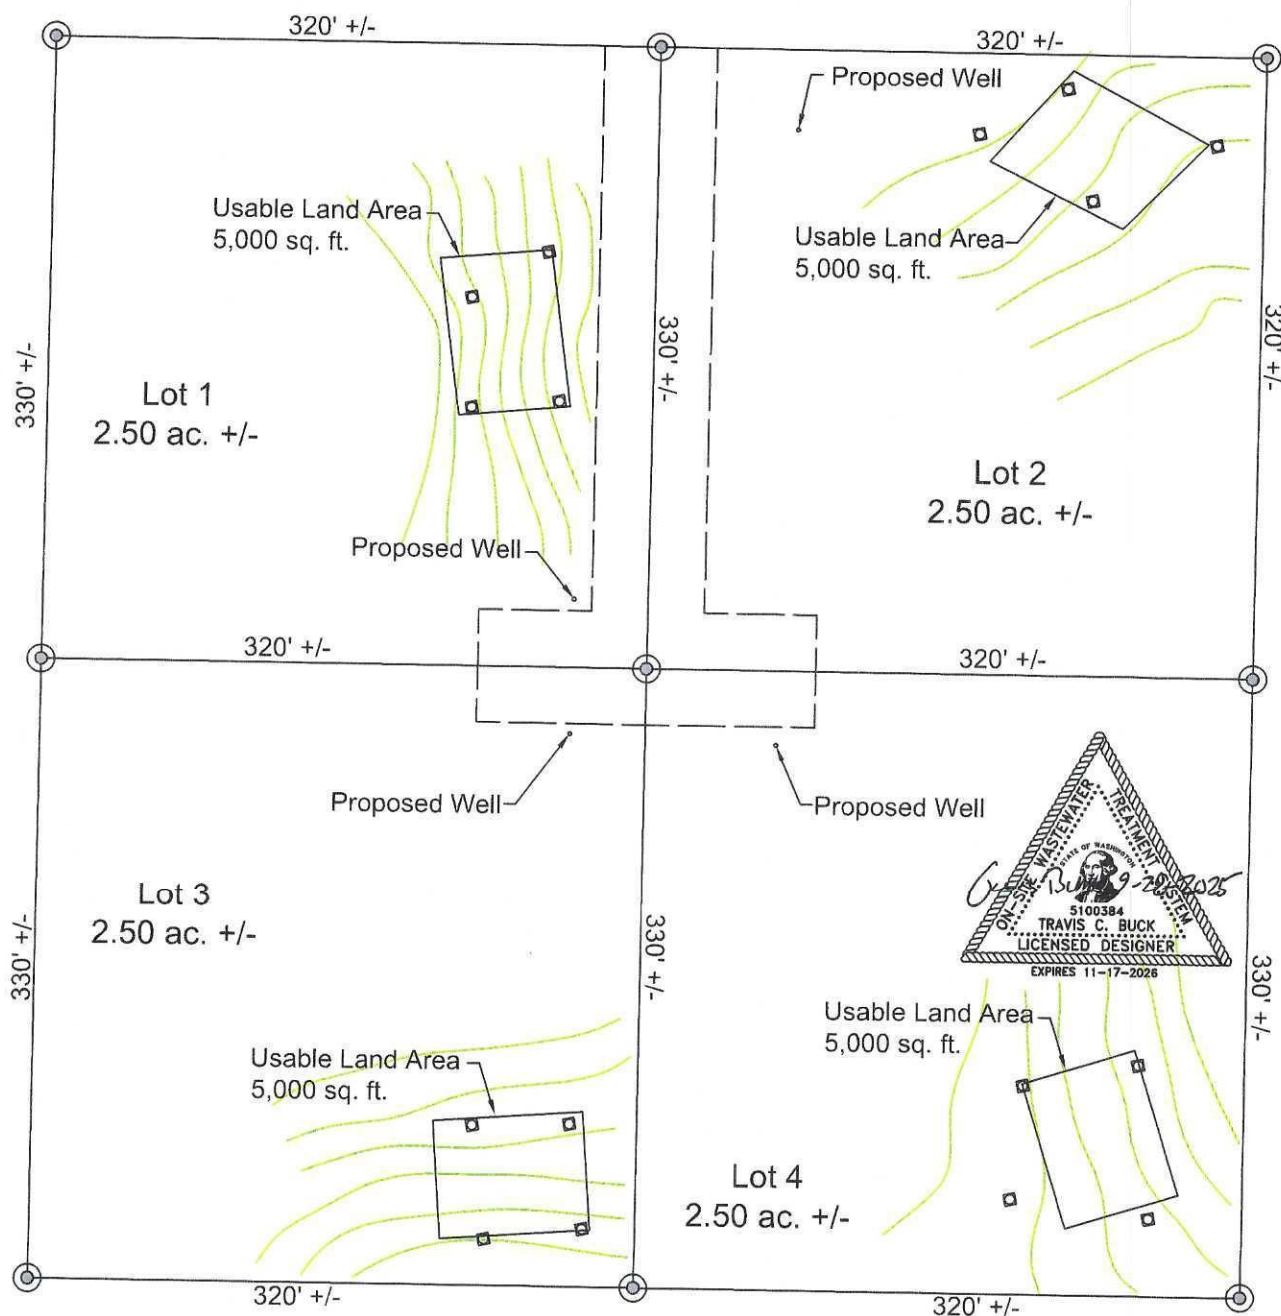 320' +/-
320' +/-
Proposed Well
Usable Land Area
5,000 sq. ft.
Usable Land Area
5,000 sq. ft.
330' +/-
330' +/-
320' +/-
Lot 1
2.50 ac. +/-
Lot 2
2.50 ac. +/-
Proposed Well
320' +/-
320' +/-
Proposed Well
Proposed Well
ON-SITE WASTEWATER TREATMENT SYSTEM
STATE OF WASHINGTON
5100384
TRAVIS C. BUCK
LICENSED DESIGNER
EXPIRES 11-17-2026
Lot 3
2.50 ac. +/-
330' +/-
330' +/-
330' +/-
Usable Land Area
5,000 sq. ft.
Usable Land Area
5,000 sq. ft.
Lot 4
2.50 ac. +/-
320' +/-
320' +/-